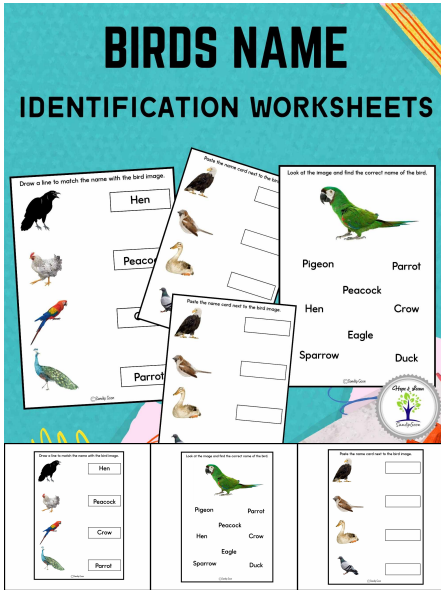 BIRDS NAME
IDENTIFICATION WORKSHEETS
Draw a line to match the name with the bird image.
Hen
Peaco
Parrot
Paste the name card next to the bird
Look at the image and find the correct name of the bird.
Pigeon
Parrot
Peacock
Hen
Crow
Eagle
Sparrow
Duck
Paste the name card next to the bird image.
Draw a line to match the name with the bird image.
Hen
Peacock
Crow
Parrot
Look at the image and find the correct name of the bird.
Pigeon
Parrot
Peacock
Hen
Crow
Eagle
Sparrow
Duck
Paste the name card next to the bird image.